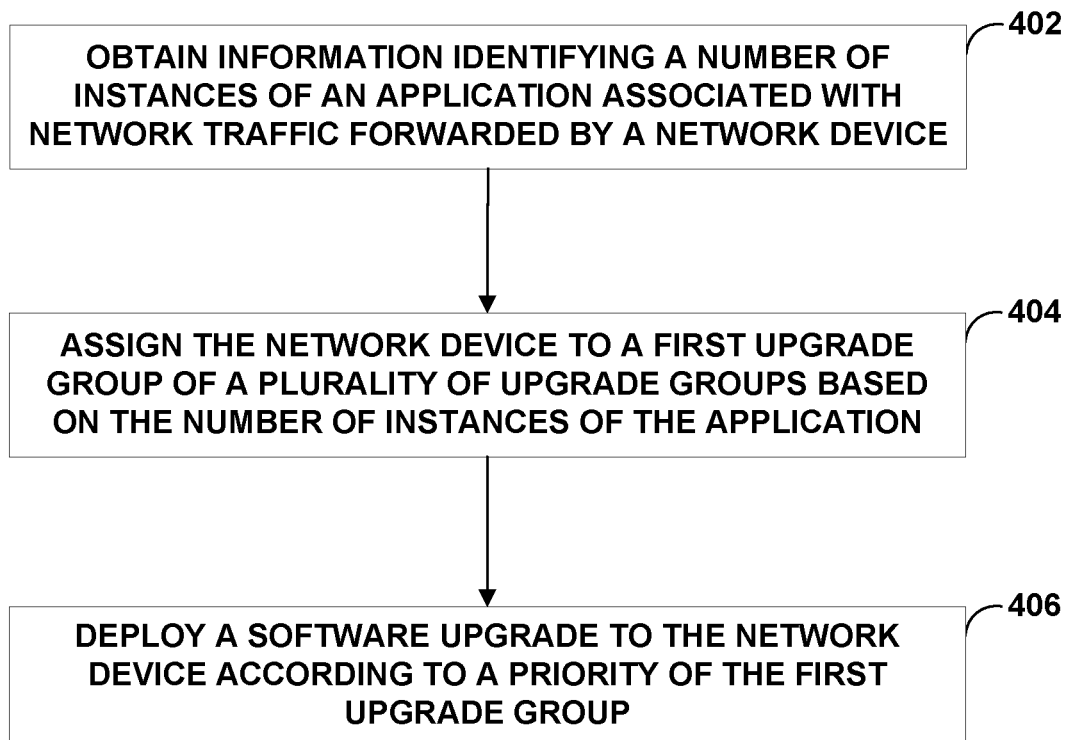 402
OBTAIN INFORMATION IDENTIFYING A NUMBER OF
INSTANCES OF AN APPLICATION ASSOCIATED WITH
NETWORK TRAFFIC FORWARDED BY A NETWORK DEVICE
404
ASSIGN THE NETWORK DEVICE TO A FIRST UPGRADE
GROUP OF A PLURALITY OF UPGRADE GROUPS BASED
ON THE NUMBER OF INSTANCES OF THE APPLICATION
406
DEPLOY A SOFTWARE UPGRADE TO THE NETWORK
DEVICE ACCORDING TO A PRIORITY OF THE FIRST
UPGRADE GROUP